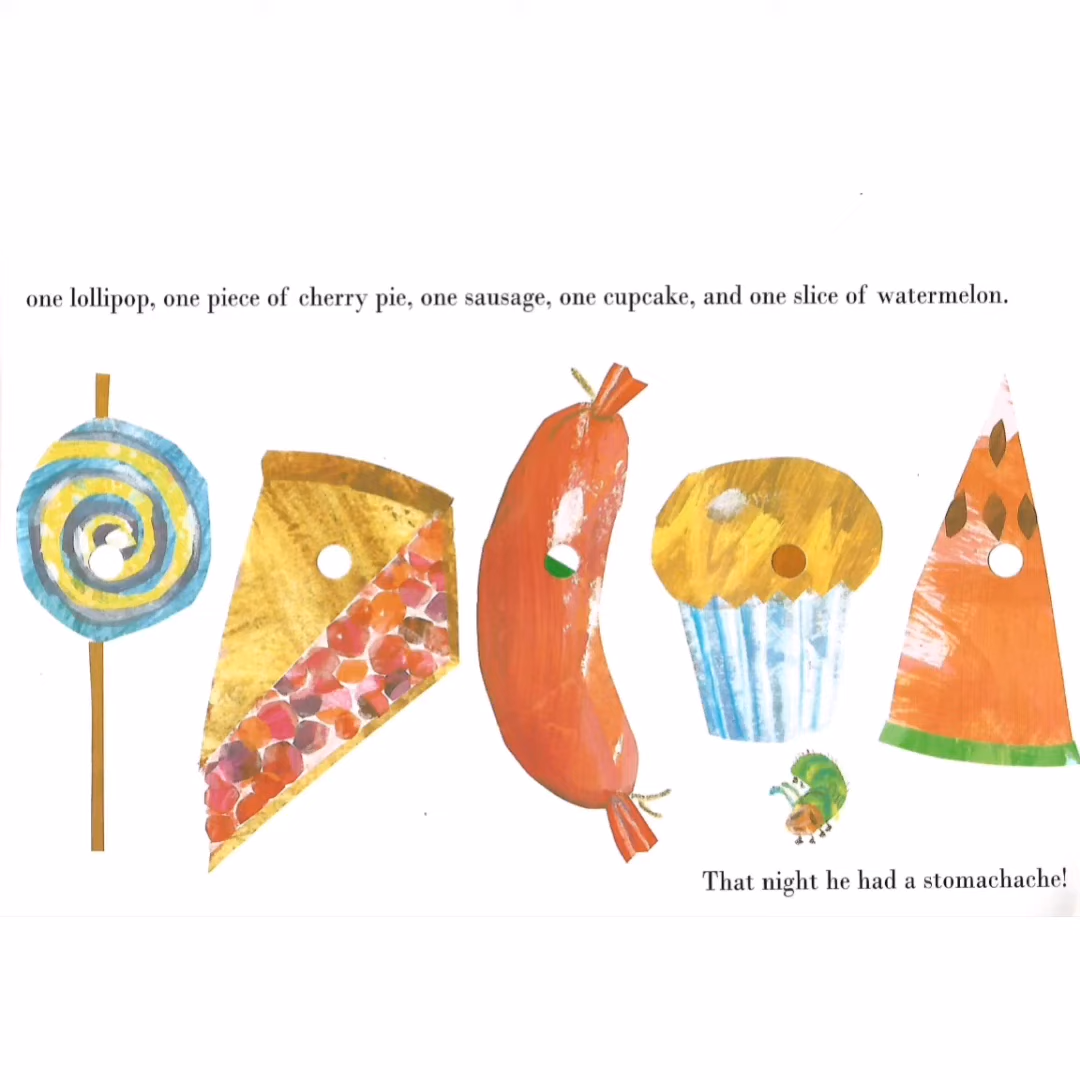 one lollipop, one piece of cherry pie, one sausage, one cupcake, and one slice of watermelon.
That night he had a stomachache!